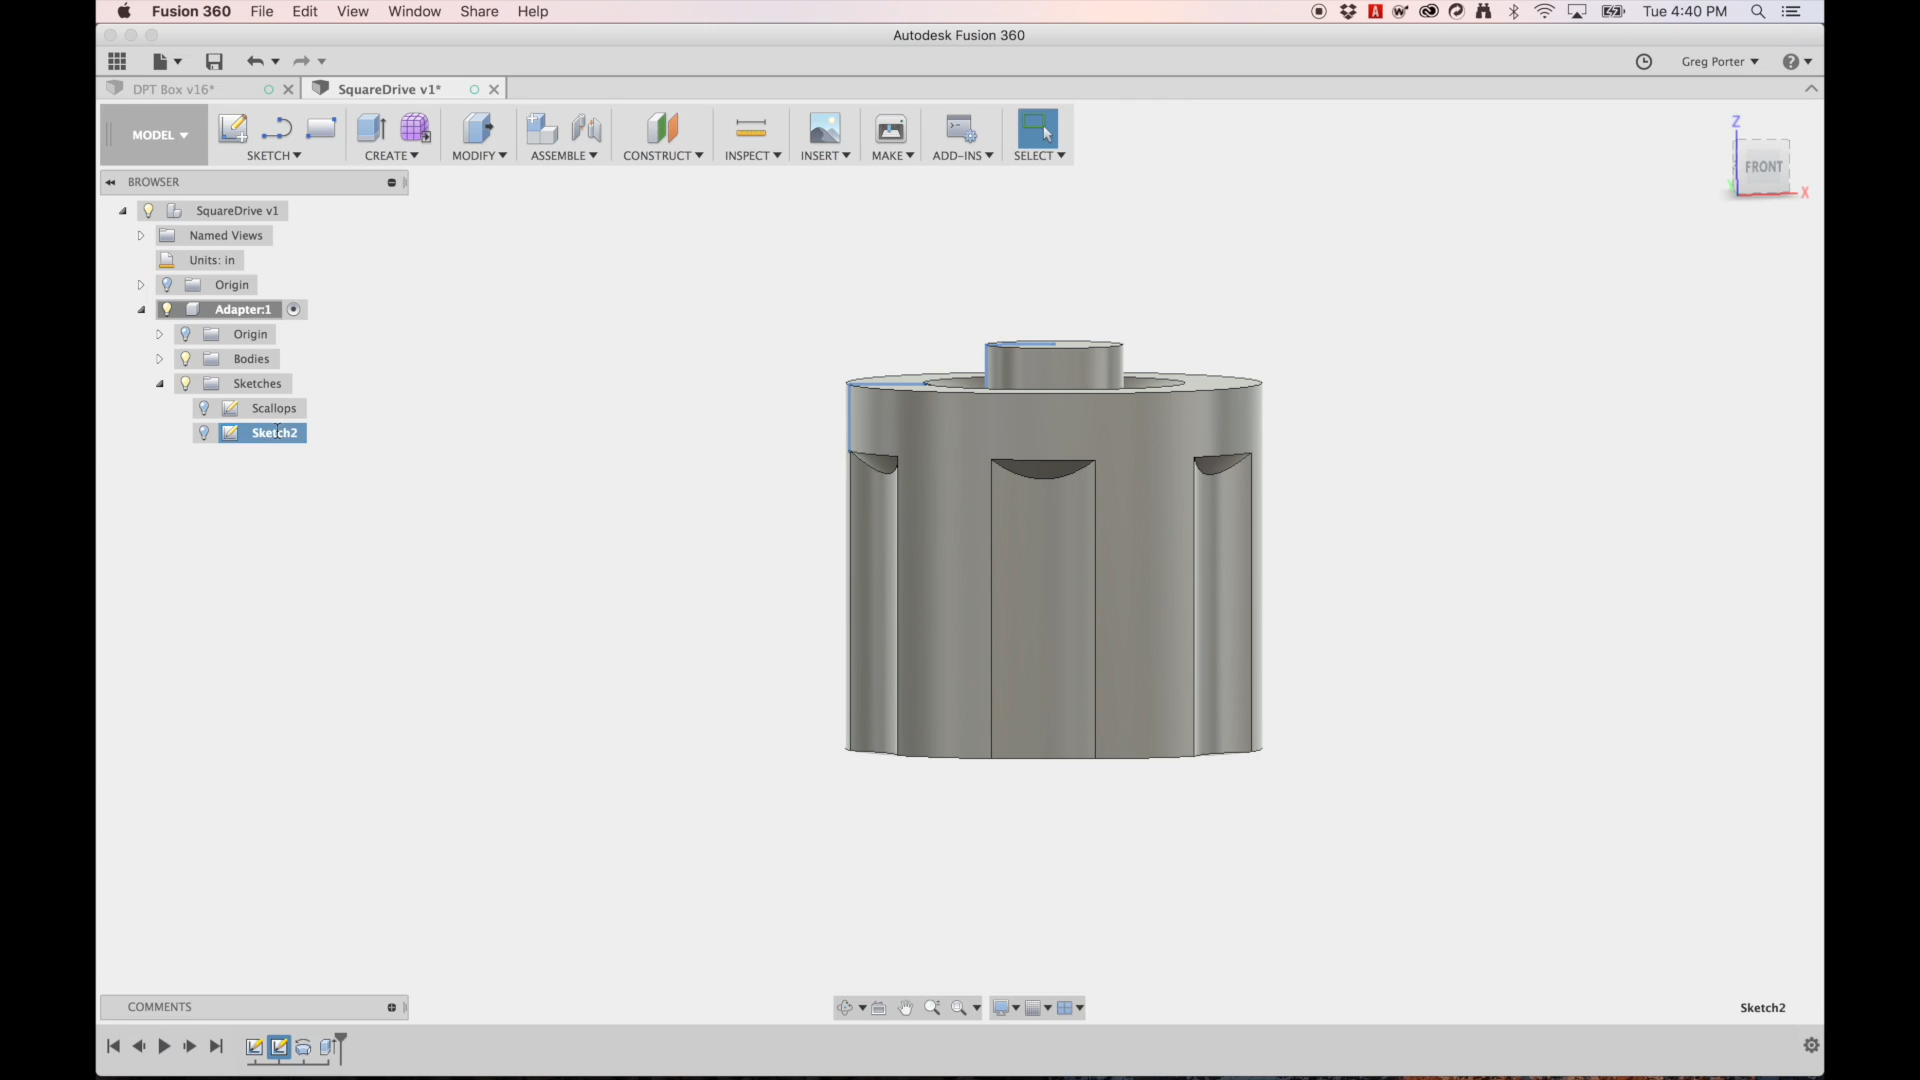 Fusion 360 File Edit View Window Share Help Tue 4:40 PM
Autodesk Fusion 360
Greg Porter
DPT Box v16* SquareDrive v1*
MODEL SKETCH CREATE MODIFY ASSEMBLE CONSTRUCT INSPECT INSERT MAKE ADD-INS SELECT
Z
FRONT
X
BROWSER
SquareDrive v1
Named Views
Units: in
Origin
Adapter:1
Origin
Bodies
Sketches
Scallops
Sketch2
COMMENTS
Sketch2